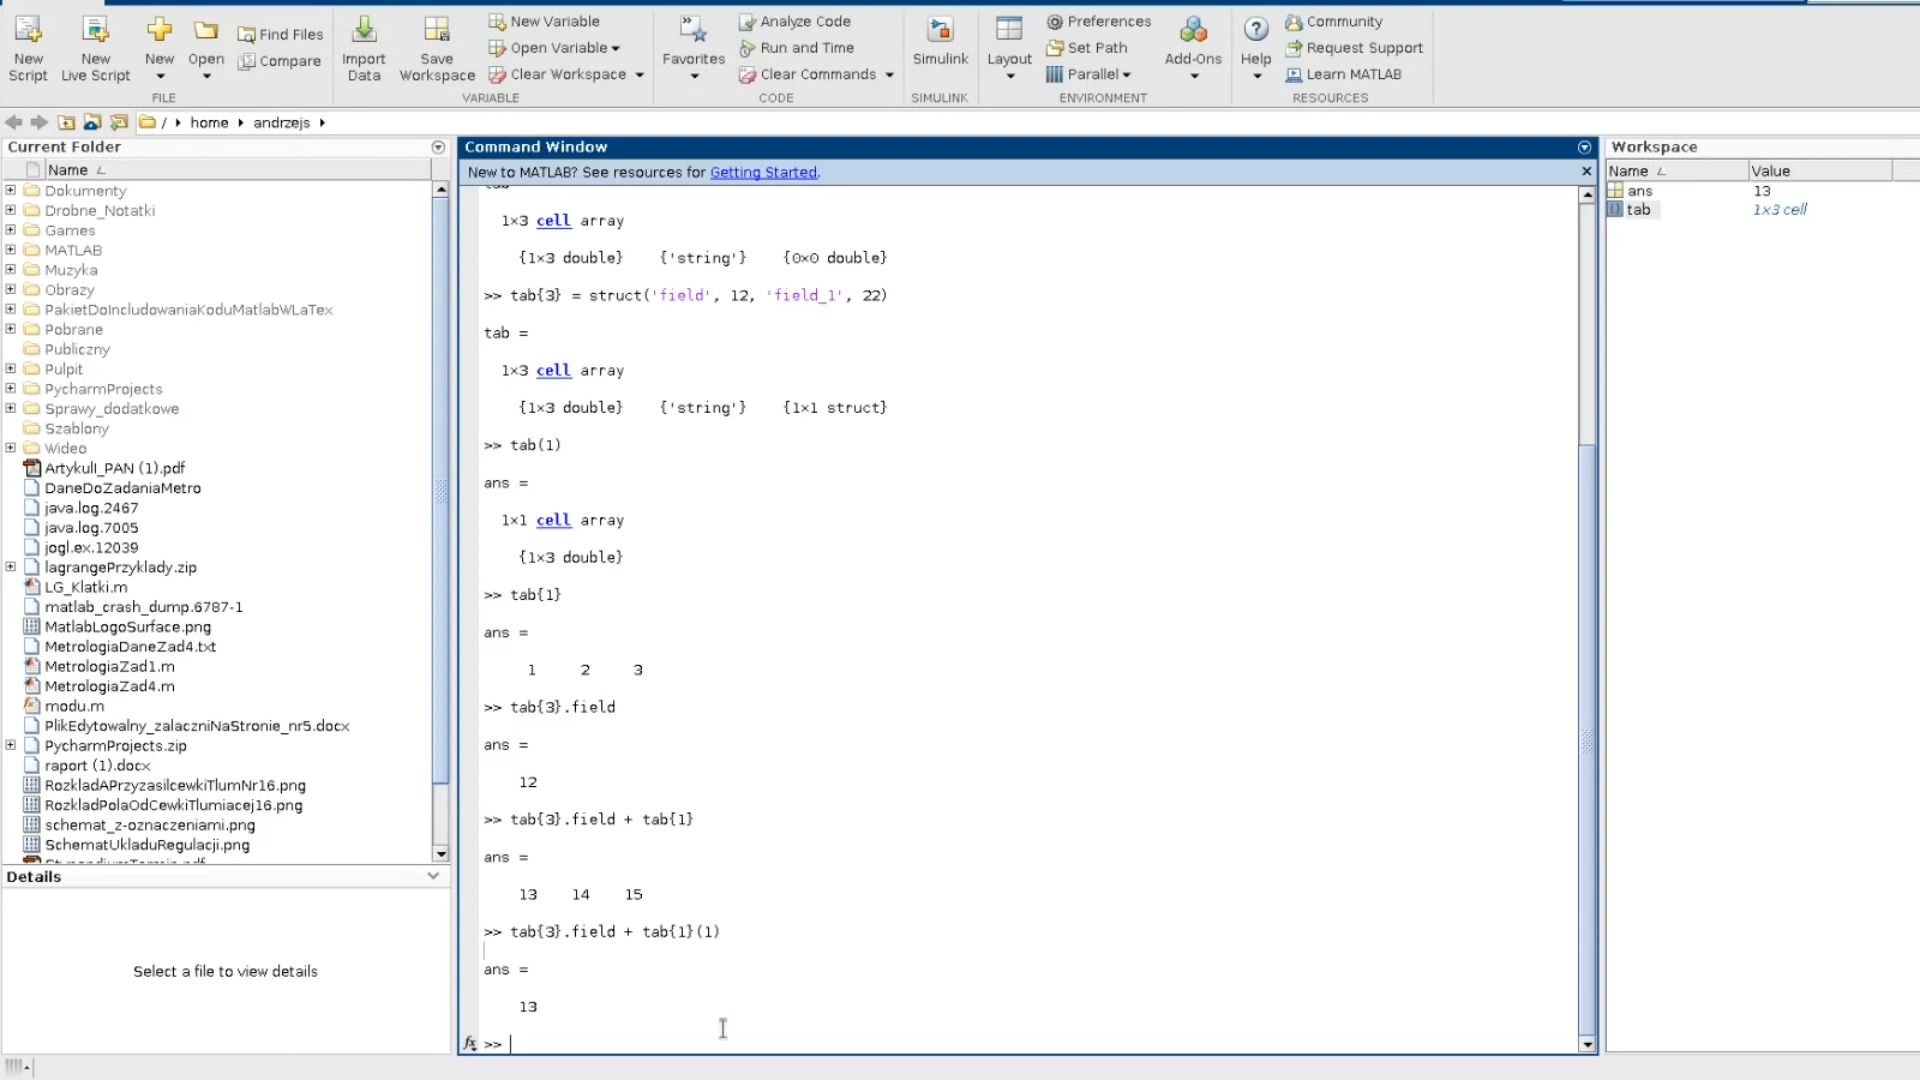 New Script
New Live Script
New
Open
Find Files
Compare
FILE
Import Data
Save Workspace
New Variable
Open Variable
Clear Workspace
VARIABLE
Favorites
Analyze Code
Run and Time
Clear Commands
CODE
Simulink
SIMULINK
Layout
Preferences
Set Path
Parallel
Add-Ons
ENVIRONMENT
Help
Community
Request Support
Learn MATLAB
RESOURCES
/ home andrzejs
Current Folder
Name
Dokumenty
Drobne_Notatki
Games
MATLAB
Muzyka
Obrazy
PakietDoIncludowaniaKoduMatlabWLaTex
Pobrane
Publiczny
Pulpit
PycharmProjects
Sprawy_dodatkowe
Szablony
Wideo
ArtykulI_PAN (1).pdf
DaneDoZadaniaMetro
java.log.2467
java.log.7005
jogl.ex.12039
lagrangePrzyklady.zip
LG_Klatki.m
matlab_crash_dump.6787-1
MatlabLogoSurface.png
MetrologiaDaneZad4.txt
MetrologiaZad1.m
MetrologiaZad4.m
modu.m
PlikEdytowalny_zalaczniNaStronie_nr5.docx
PycharmProjects.zip
raport (1).docx
RozkladAPrzyzasilcewkiTlumNr16.png
RozkladPolaOdCewkiTlumiacej16.png
schemat_z-oznaczeniami.png
SchematUkladuRegulacji.png
Details
Select a file to view details
Command Window
New to MATLAB? See resources for Getting Started.
1×3 cell array
{1×3 double} {'string'} {0×0 double}
>> tab{3} = struct('field', 12, 'field_1', 22)
tab =
1×3 cell array
{1×3 double} {'string'} {1×1 struct}
>> tab(1)
ans =
1×1 cell array
{1×3 double}
>> tab{1}
ans =
1 2 3
>> tab{3}.field
ans =
12
>> tab{3}.field + tab{1}
ans =
13 14 15
>> tab{3}.field + tab{1}(1)
ans =
13
fx >>
Workspace
Name Value
ans 13
tab 1x3 cell